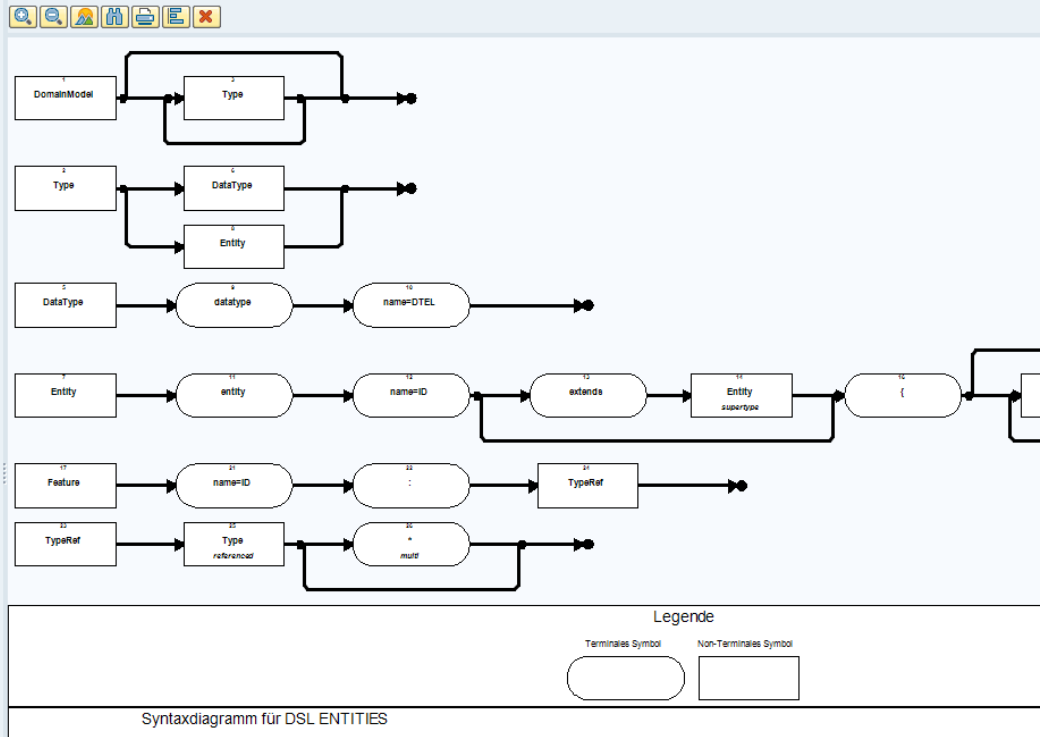 DomainModel
Type
Type
DataType
Entity
DataType
datatype
name=DTEL
Entity
entity
name=ID
extends
Entity
supertype
{
Feature
name=ID
:
TypeRef
TypeRef
Type
referenced
*
multi
Legende
Terminales Symbol Non-Terminales Symbol
Syntaxdiagramm für DSL ENTITIES